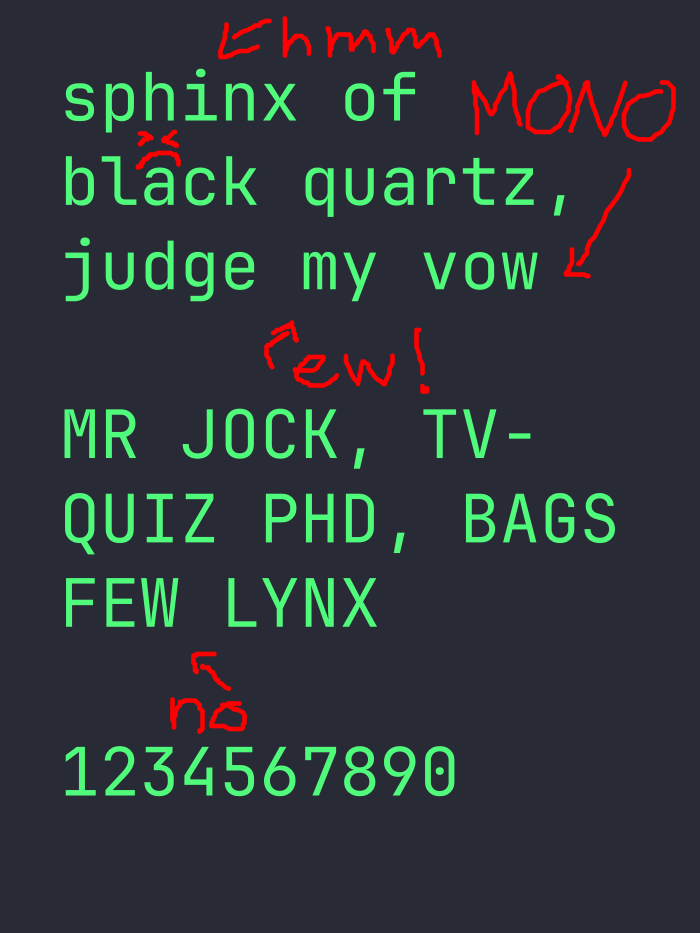 hmm
sphinx of MONO
black quartz,
judge my vow
ew!
MR JOCK, TV-
QUIZ PHD, BAGS
FEW LYNX
no
1234567890